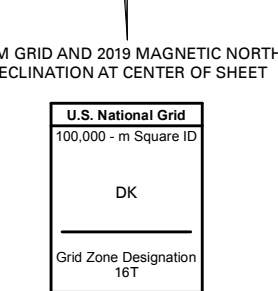 M GRID AND 2019 MAGNETIC NORTH
ECLINATION AT CENTER OF SHEET
U.S. National Grid
100,000 - m Square ID
DK
Grid Zone Designation
16T